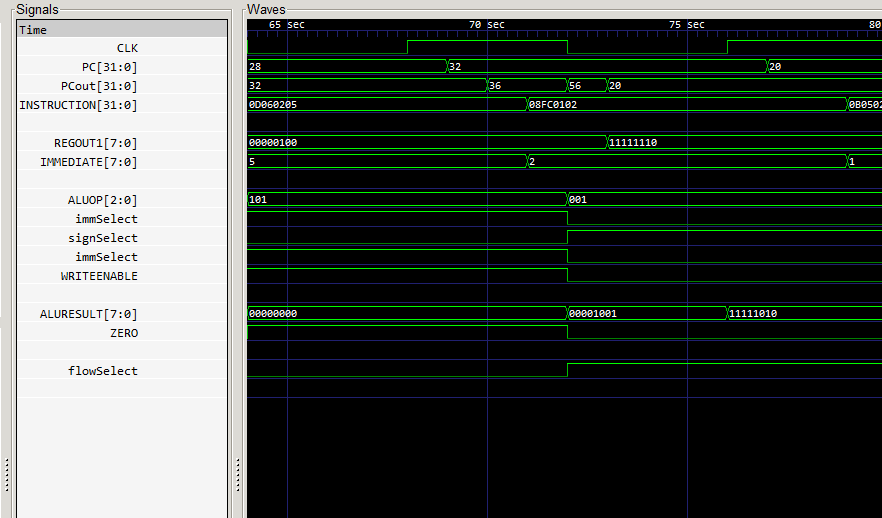 Signals
Waves
Time
65 sec 70 sec 75 sec 80
CLK
PC[31:0] 28 32 20
PCout[31:0] 32 36 56 20
INSTRUCTION[31:0] 0D060205 08FC0102 0B0502
REGOUT1[7:0] 00000100 11111110
IMMEDIATE[7:0] 5 2 1
ALUOP[2:0] 101 001
immSelect
signSelect
immSelect
WRITEENABLE
ALURESULT[7:0] 00000000 00001001 11111010
ZERO
flowSelect